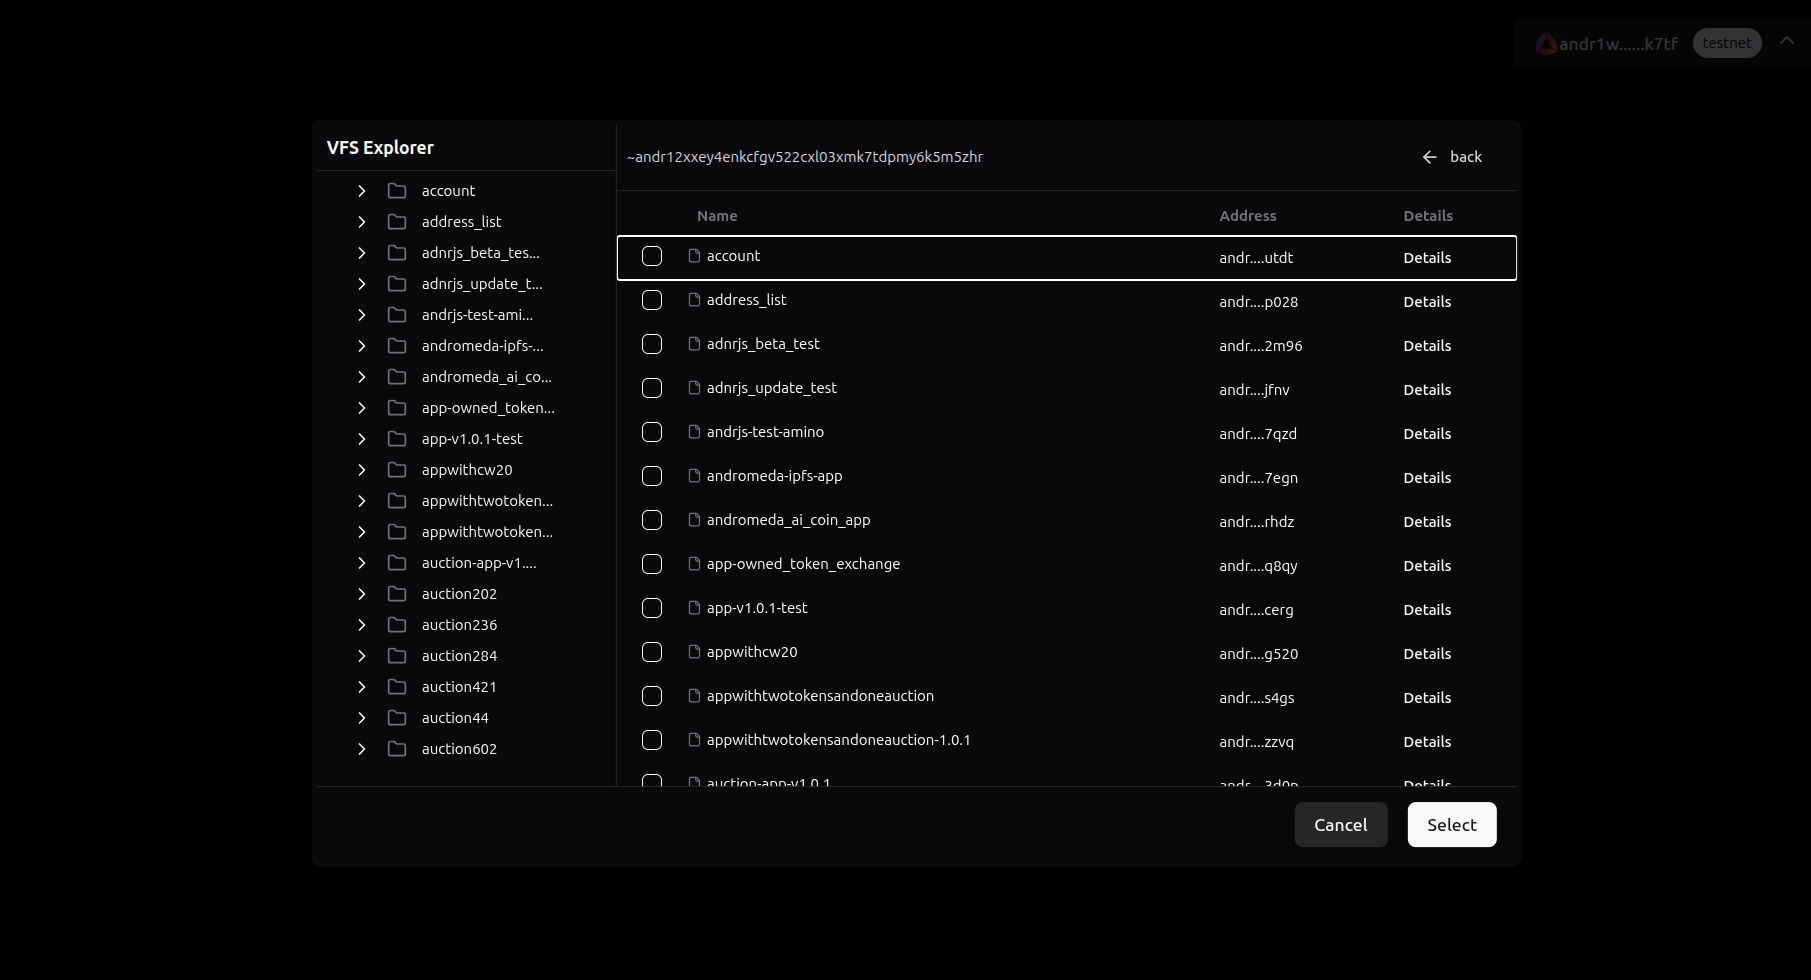 andr1w......k7tf testnet
VFS Explorer
account
address_list
adnrjs_beta_tes...
adnrjs_update_t...
andrjs-test-ami...
andromeda-ipfs-...
andromeda_ai_co...
app-owned_token...
app-v1.0.1-test
appwithcw20
appwithtwotoken...
appwithtwotoken...
auction-app-v1....
auction202
auction236
auction284
auction421
auction44
auction602
~andr12xxey4enkcfgv522cxl03xmk7tdpmy6k5m5zhr back
Name Address Details
account andr....utdt Details
address_list andr....p028 Details
adnrjs_beta_test andr....2m96 Details
adnrjs_update_test andr....jfnv Details
andrjs-test-amino andr....7qzd Details
andromeda-ipfs-app andr....7egn Details
andromeda_ai_coin_app andr....rhdz Details
app-owned_token_exchange andr....q8qy Details
app-v1.0.1-test andr....cerg Details
appwithcw20 andr....g520 Details
appwithtwotokensandoneauction andr....s4gs Details
appwithtwotokensandoneauction-1.0.1 andr....zzvq Details
auction-app-v1.0.1 andr....3d0p Details
Cancel Select